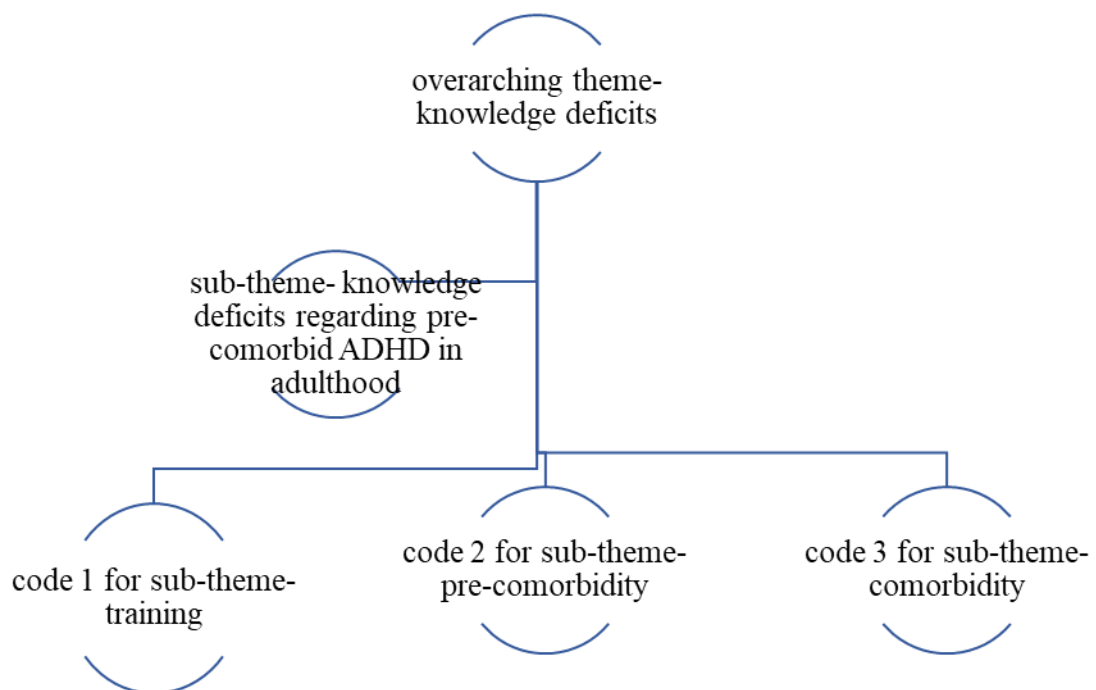 overarching theme-
knowledge deficits
sub-theme- knowledge
deficits regarding pre-
comorbid ADHD in
adulthood
code 1 for sub-theme-
training
code 2 for sub-theme-
pre-comorbidity
code 3 for sub-theme-
comorbidity